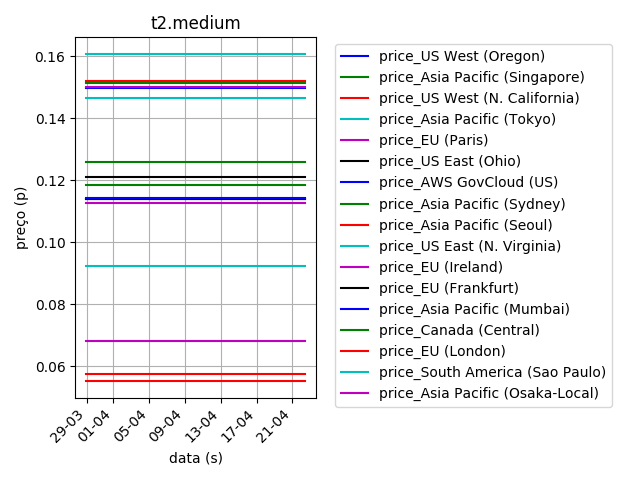 t2.medium
preço (p)
0.16
0.14
0.12
0.10
0.08
0.06
29-03
01-04
05-04
09-04
13-04
17-04
21-04
data (s)
price_US West (Oregon)
price_Asia Pacific (Singapore)
price_US West (N. California)
price_Asia Pacific (Tokyo)
price_EU (Paris)
price_US East (Ohio)
price_AWS GovCloud (US)
price_Asia Pacific (Sydney)
price_Asia Pacific (Seoul)
price_US East (N. Virginia)
price_EU (Ireland)
price_EU (Frankfurt)
price_Asia Pacific (Mumbai)
price_Canada (Central)
price_EU (London)
price_South America (Sao Paulo)
price_Asia Pacific (Osaka-Local)